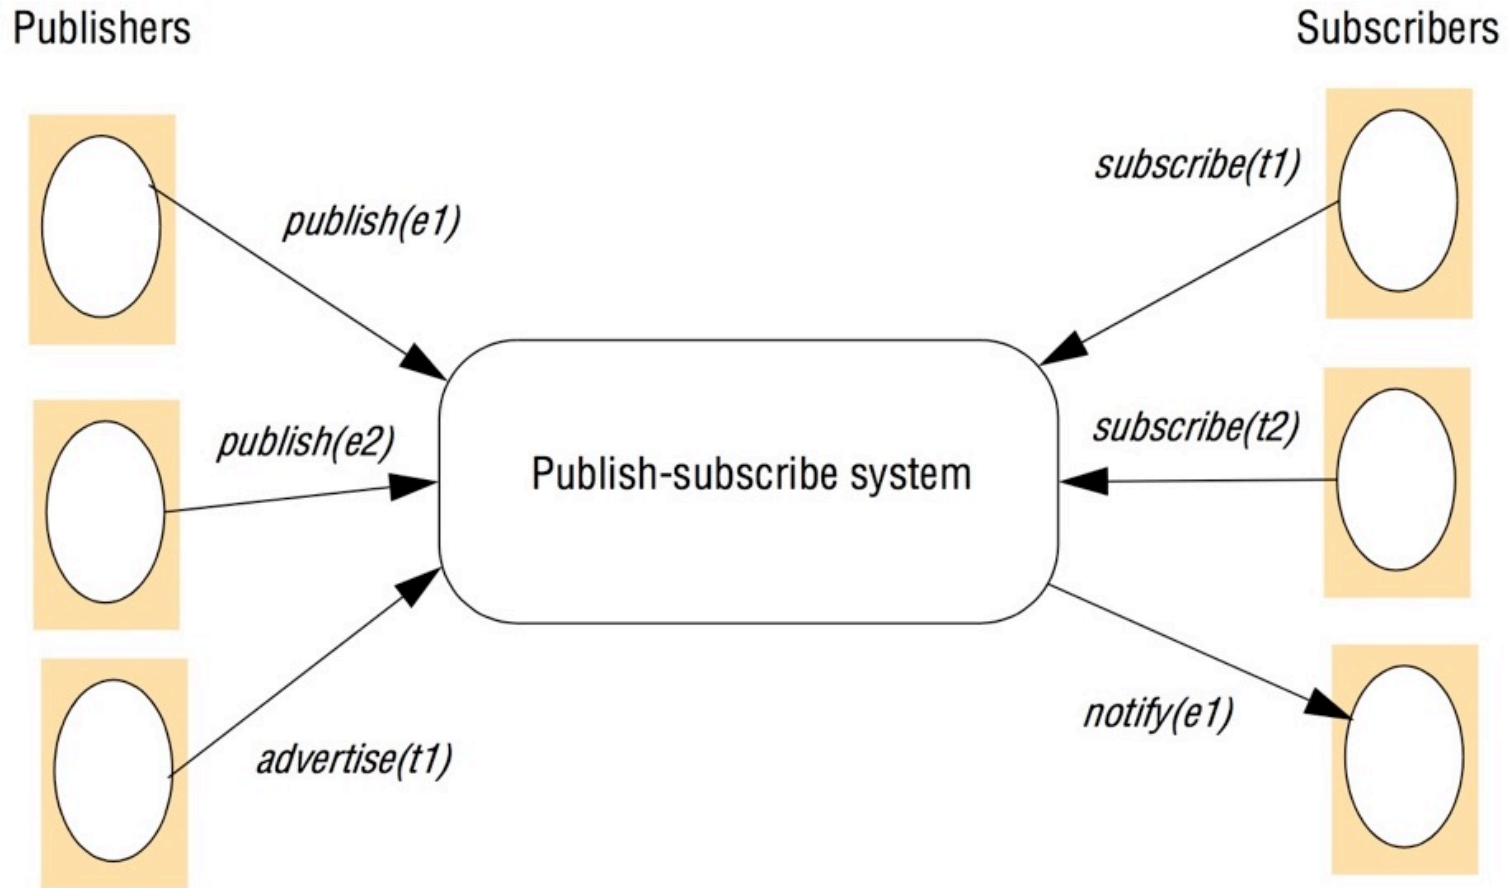 Publishers
Subscribers
subscribe(t1)
publish(e1)
subscribe(t2)
publish(e2)
Publish-subscribe system
notify(e1)
advertise(t1)